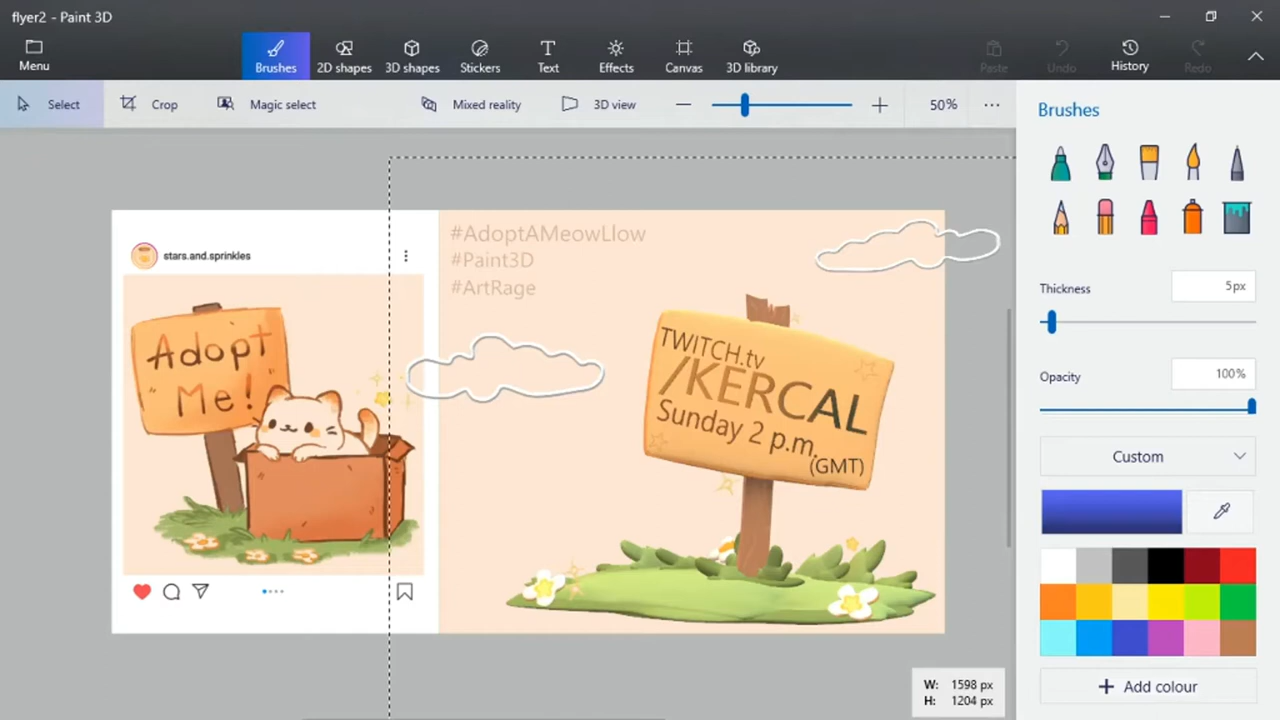 flyer2 - Paint 3D
Menu
Brushes
2D shapes
3D shapes
Stickers
Text
Effects
Canvas
3D library
Paste
Undo
History
Redo
Select
Crop
Magic select
Mixed reality
3D view
50%
Brushes
Thickness
5px
Opacity
100%
Custom
Add colour
stars.and.sprinkles
Adopt
"Me!"
#AdoptAMeowLlow
#Paint3D
#ArtRage
TWITCH.tv
/KERCAL
Sunday 2 p.m.
(GMT)
W: 1598 px
H: 1204 px